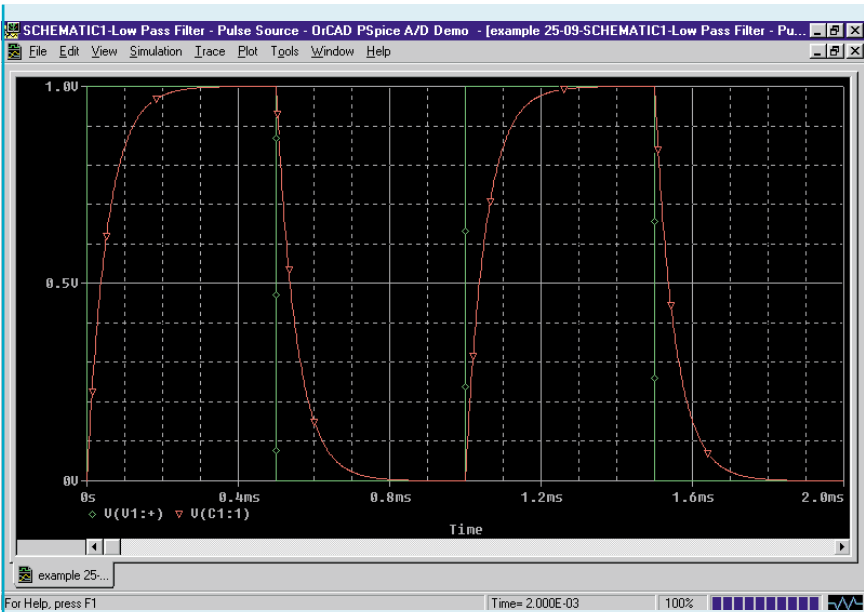 SCHEMATIC1-Low Pass Filter - Pulse Source - OrCAD PSpice A/D Demo - [example 25-09-SCHEMATIC1-Low Pass Filter - Pu...
File Edit View Simulation Trace Plot Tools Window Help
1.0V
0.5V
0V
0s 0.4ms 0.8ms 1.2ms 1.6ms 2.0ms
V(V1:+) V(C1:1)
Time
example 25-...
For Help, press F1 Time= 2.000E-03 100%